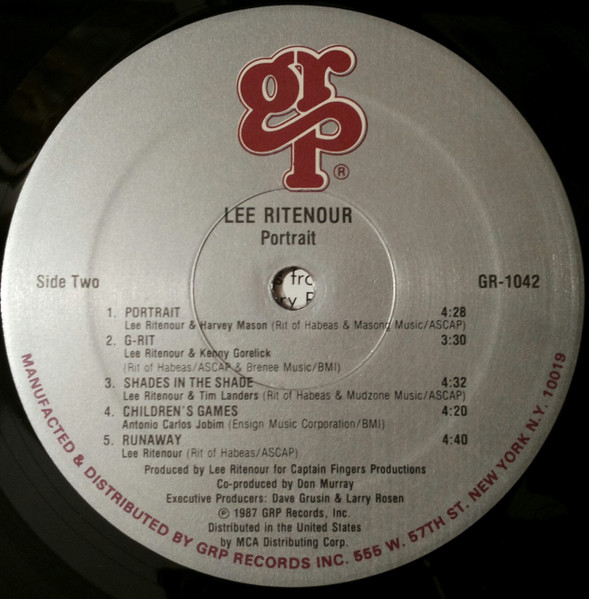 grp®
LEE RITENOUR
Portrait
Side Two
GR-1042
1. PORTRAIT 4:28
Lee Ritenour & Harvey Mason (Rit of Habeas & Masong Music/ASCAP)
2. G-RIT 3:30
Lee Ritenour & Kenny Gorelick
(Rit of Habeas/ASCAP & Brenee Music/BMI)
3. SHADES IN THE SHADE 4:32
Lee Ritenour & Tim Landers (Rit of Habeas & Mudzone Music/ASCAP)
4. CHILDREN'S GAMES 4:20
Antonio Carlos Jobim (Ensign Music Corporation/BMI)
5. RUNAWAY 4:40
Lee Ritenour (Rit of Habeas/ASCAP)
Produced by Lee Ritenour for Captain Fingers Productions
Co-produced by Don Murray
Executive Producers: Dave Grusin & Larry Rosen
℗ 1987 GRP Records, Inc.
Distributed in the United States
by MCA Distributing Corp.
MANUFACTED & DISTRIBUTED BY GRP RECORDS INC. 555 W. 57TH ST. NEW YORK N.Y. 10019